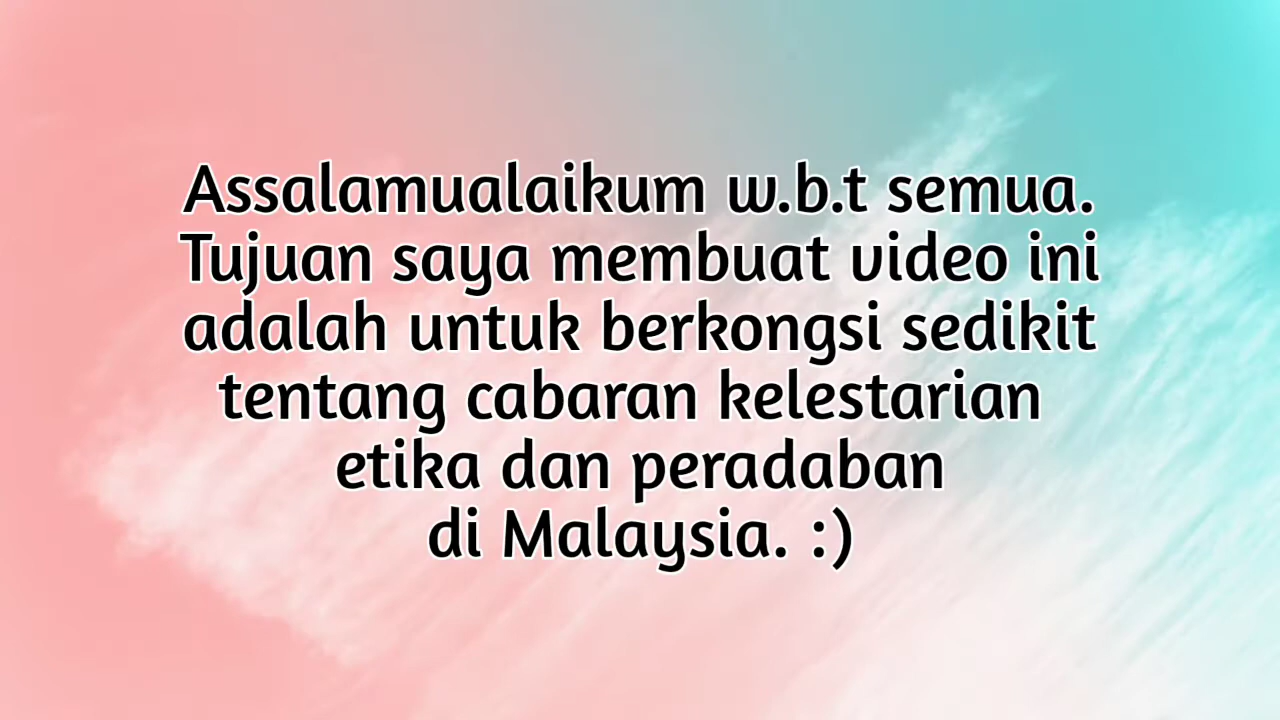 Assalamualaikum w.b.t semua.
Tujuan saya membuat video ini
adalah untuk berkongsi sedikit
tentang cabaran kelestarian
etika dan peradaban
di Malaysia. :)